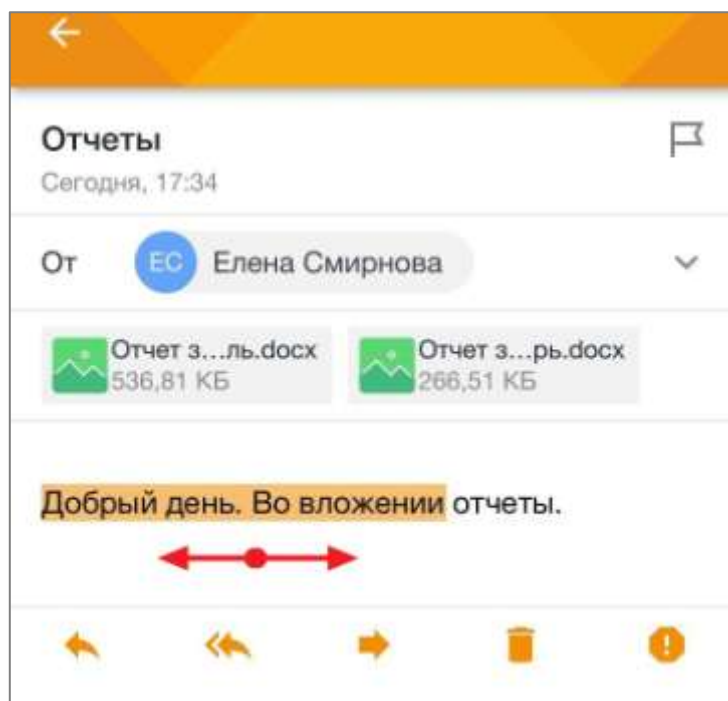 Отчеты
Сегодня, 17:34
От ЕС Елена Смирнова
Отчет з...ль.docx Отчет з...рь.docx
536,81 КБ 266,51 КБ
Добрый день. Во вложении отчеты.